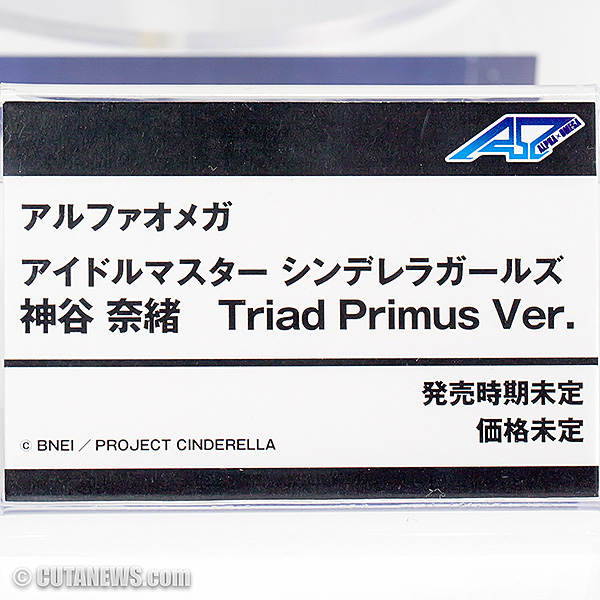 ALPHA×OMEGA
アルファオメガ
アイドルマスター シンデレラガールズ
神谷 奈緒　Triad Primus Ver.
発売時期未定
価格未定
© BNEI / PROJECT CINDERELLA
© CUTANEWS.com